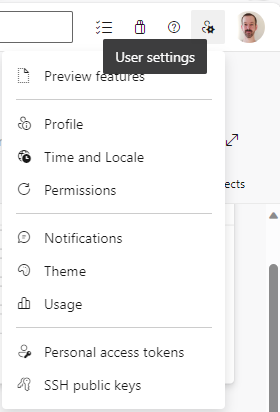 User settings
Preview features
Profile
Time and Locale
Permissions
ects
Notifications
Theme
Usage
Personal access tokens
SSH public keys